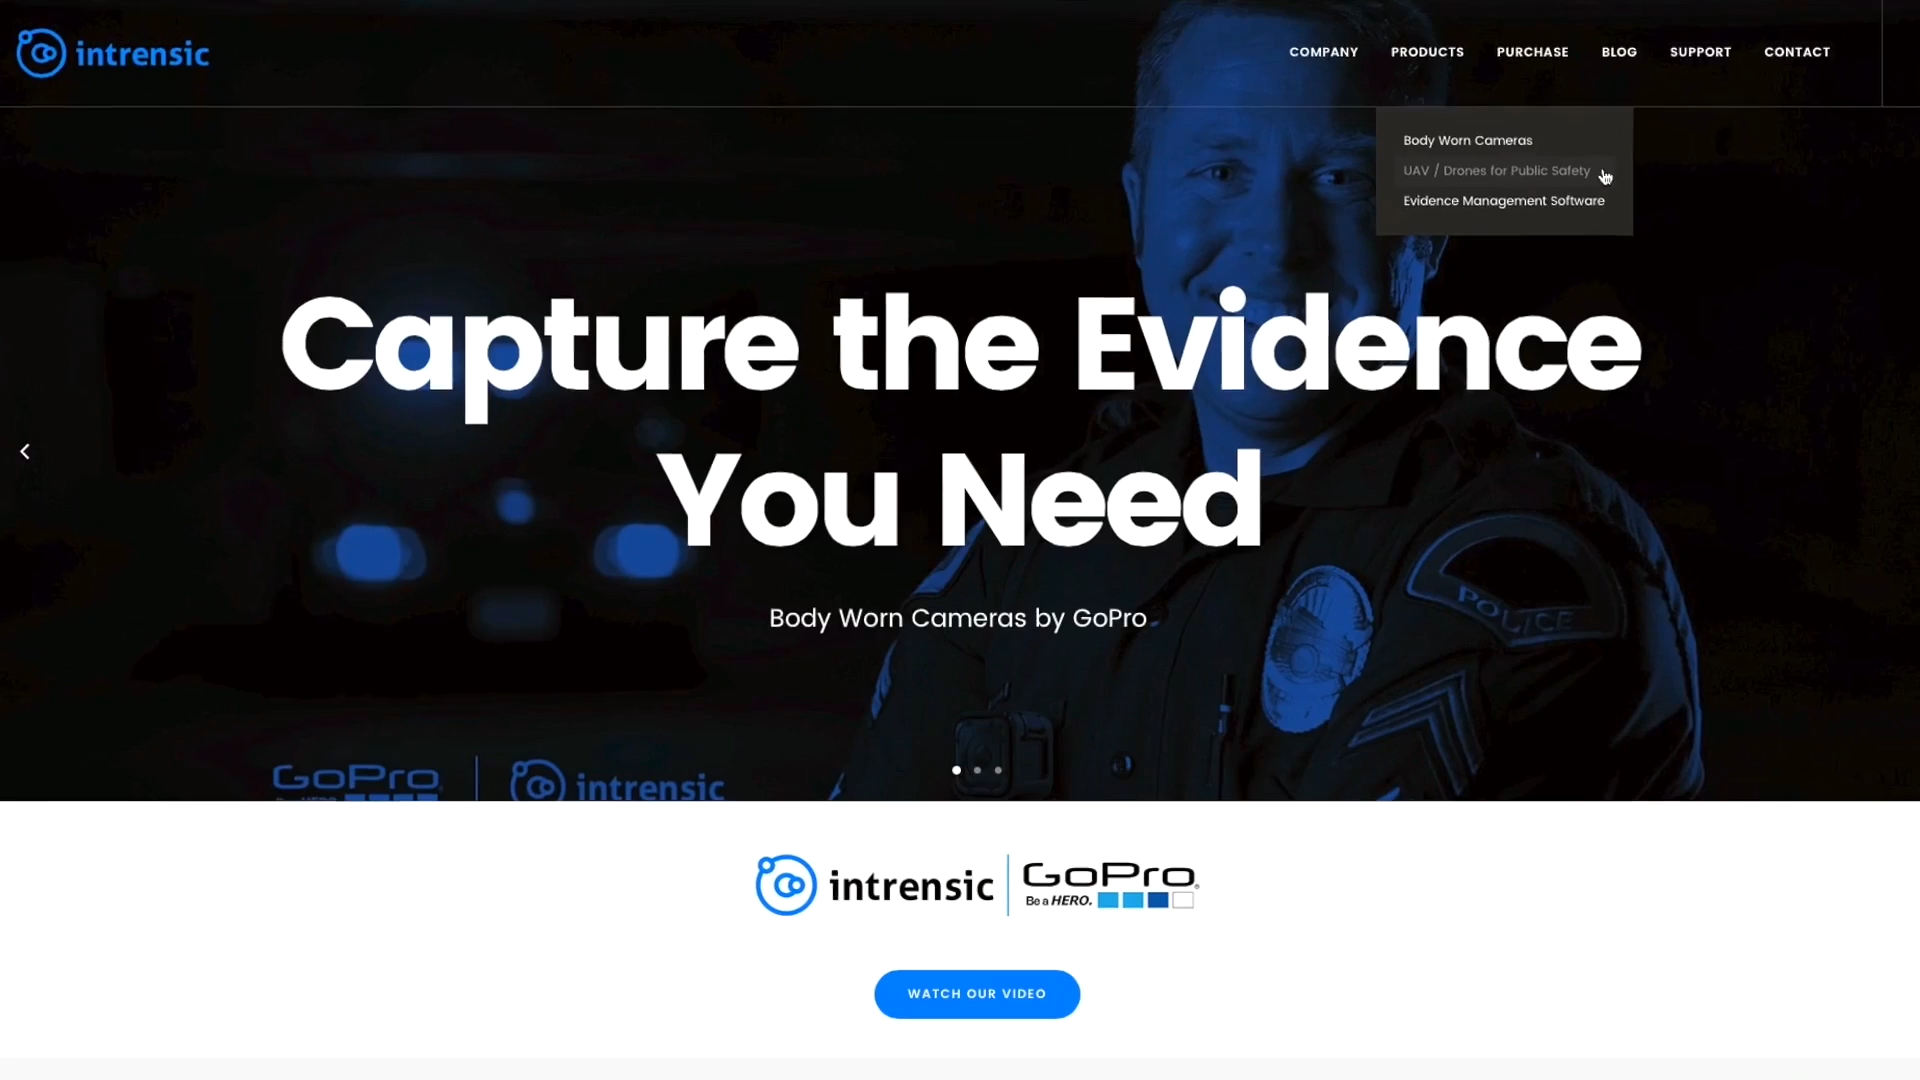 intrensic
COMPANY PRODUCTS PURCHASE BLOG SUPPORT CONTACT
Body Worn Cameras
UAV / Drones for Public Safety
Evidence Management Software
Capture the Evidence
You Need
Body Worn Cameras by GoPro
POLICE
GoPro intrensic
intrensic GoPro
Be a HERO.
WATCH OUR VIDEO